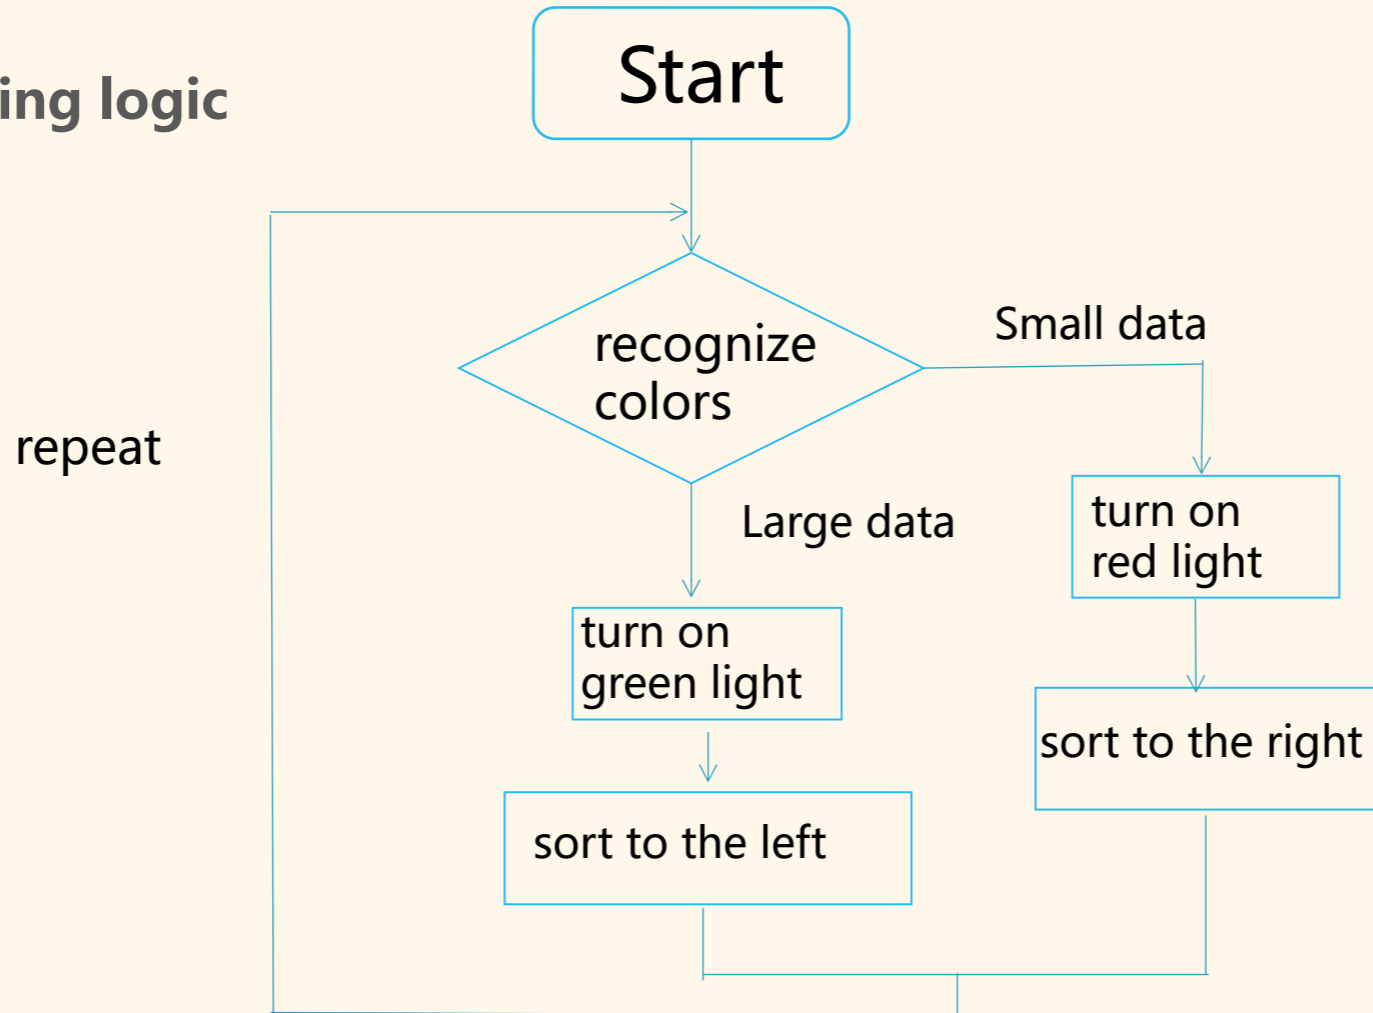 ing logic
Start
Small data
recognize
colors
repeat
Large data
turn on
red light
turn on
green light
sort to the right
sort to the left